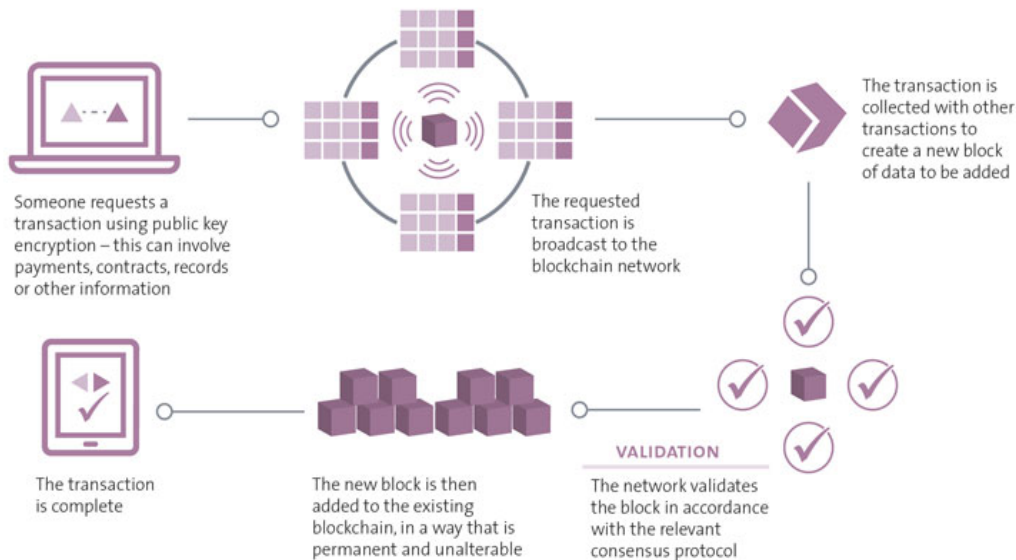 Someone requests a
transaction using public key
encryption – this can involve
payments, contracts, records
or other information
The requested
transaction is
broadcast to the
blockchain network
The transaction is
collected with other
transactions to
create a new block
of data to be added
VALIDATION
The network validates
the block in accordance
with the relevant
consensus protocol
The new block is then
added to the existing
blockchain, in a way that is
permanent and unalterable
The transaction
is complete